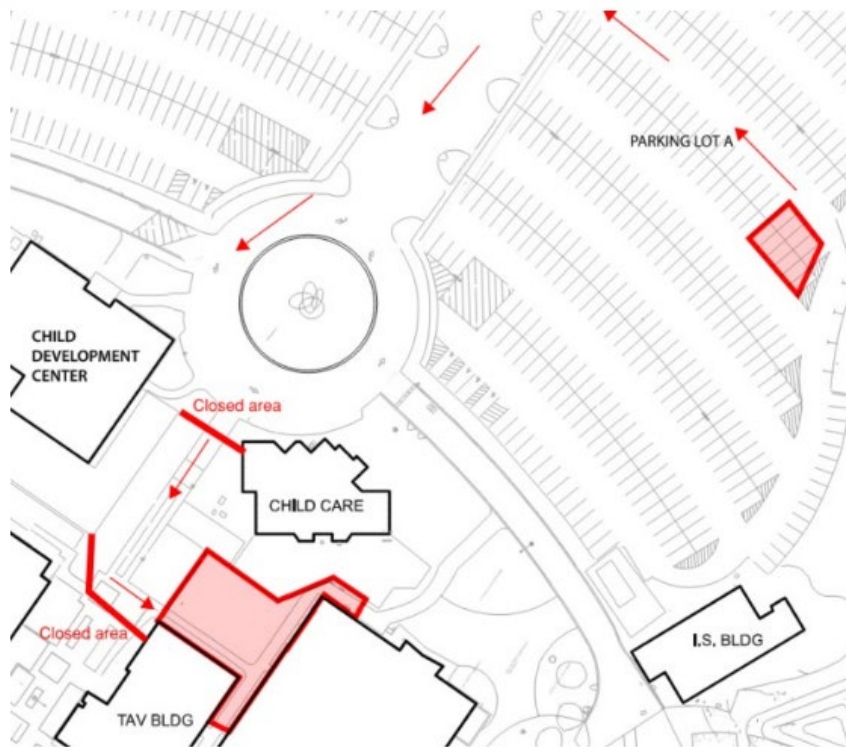 PARKING LOT A
CHILD
DEVELOPMENT
CENTER
Closed area
CHILD CARE
Closed area
I.S. BLDG
TAV BLDG